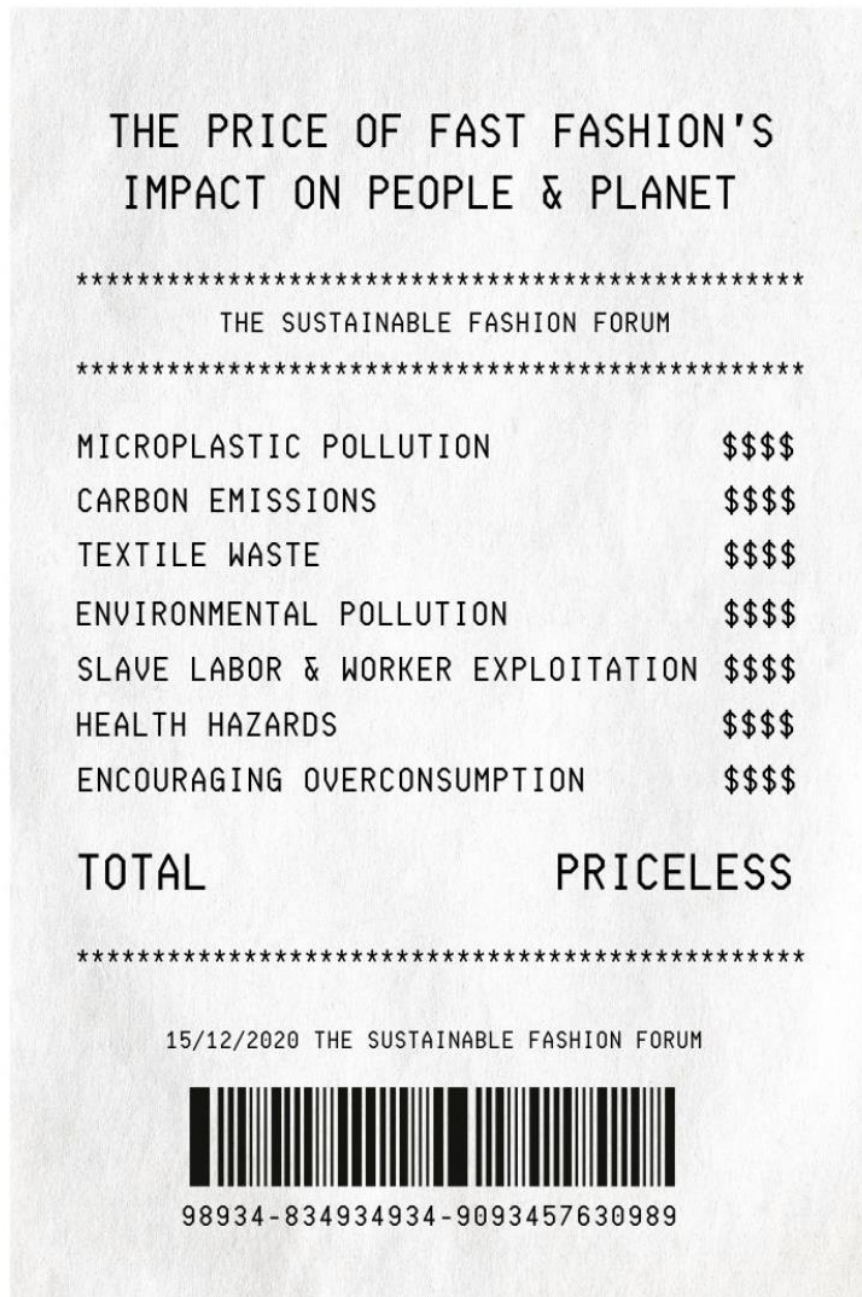 THE PRICE OF FAST FASHION'S
IMPACT ON PEOPLE & PLANET
************************************************
THE SUSTAINABLE FASHION FORUM
************************************************
MICROPLASTIC POLLUTION $$$$
CARBON EMISSIONS $$$$
TEXTILE WASTE $$$$
ENVIRONMENTAL POLLUTION $$$$
SLAVE LABOR & WORKER EXPLOITATION $$$$
HEALTH HAZARDS $$$$
ENCOURAGING OVERCONSUMPTION $$$$
TOTAL PRICELESS
************************************************
15/12/2020 THE SUSTAINABLE FASHION FORUM
98934-834934934-9093457630989